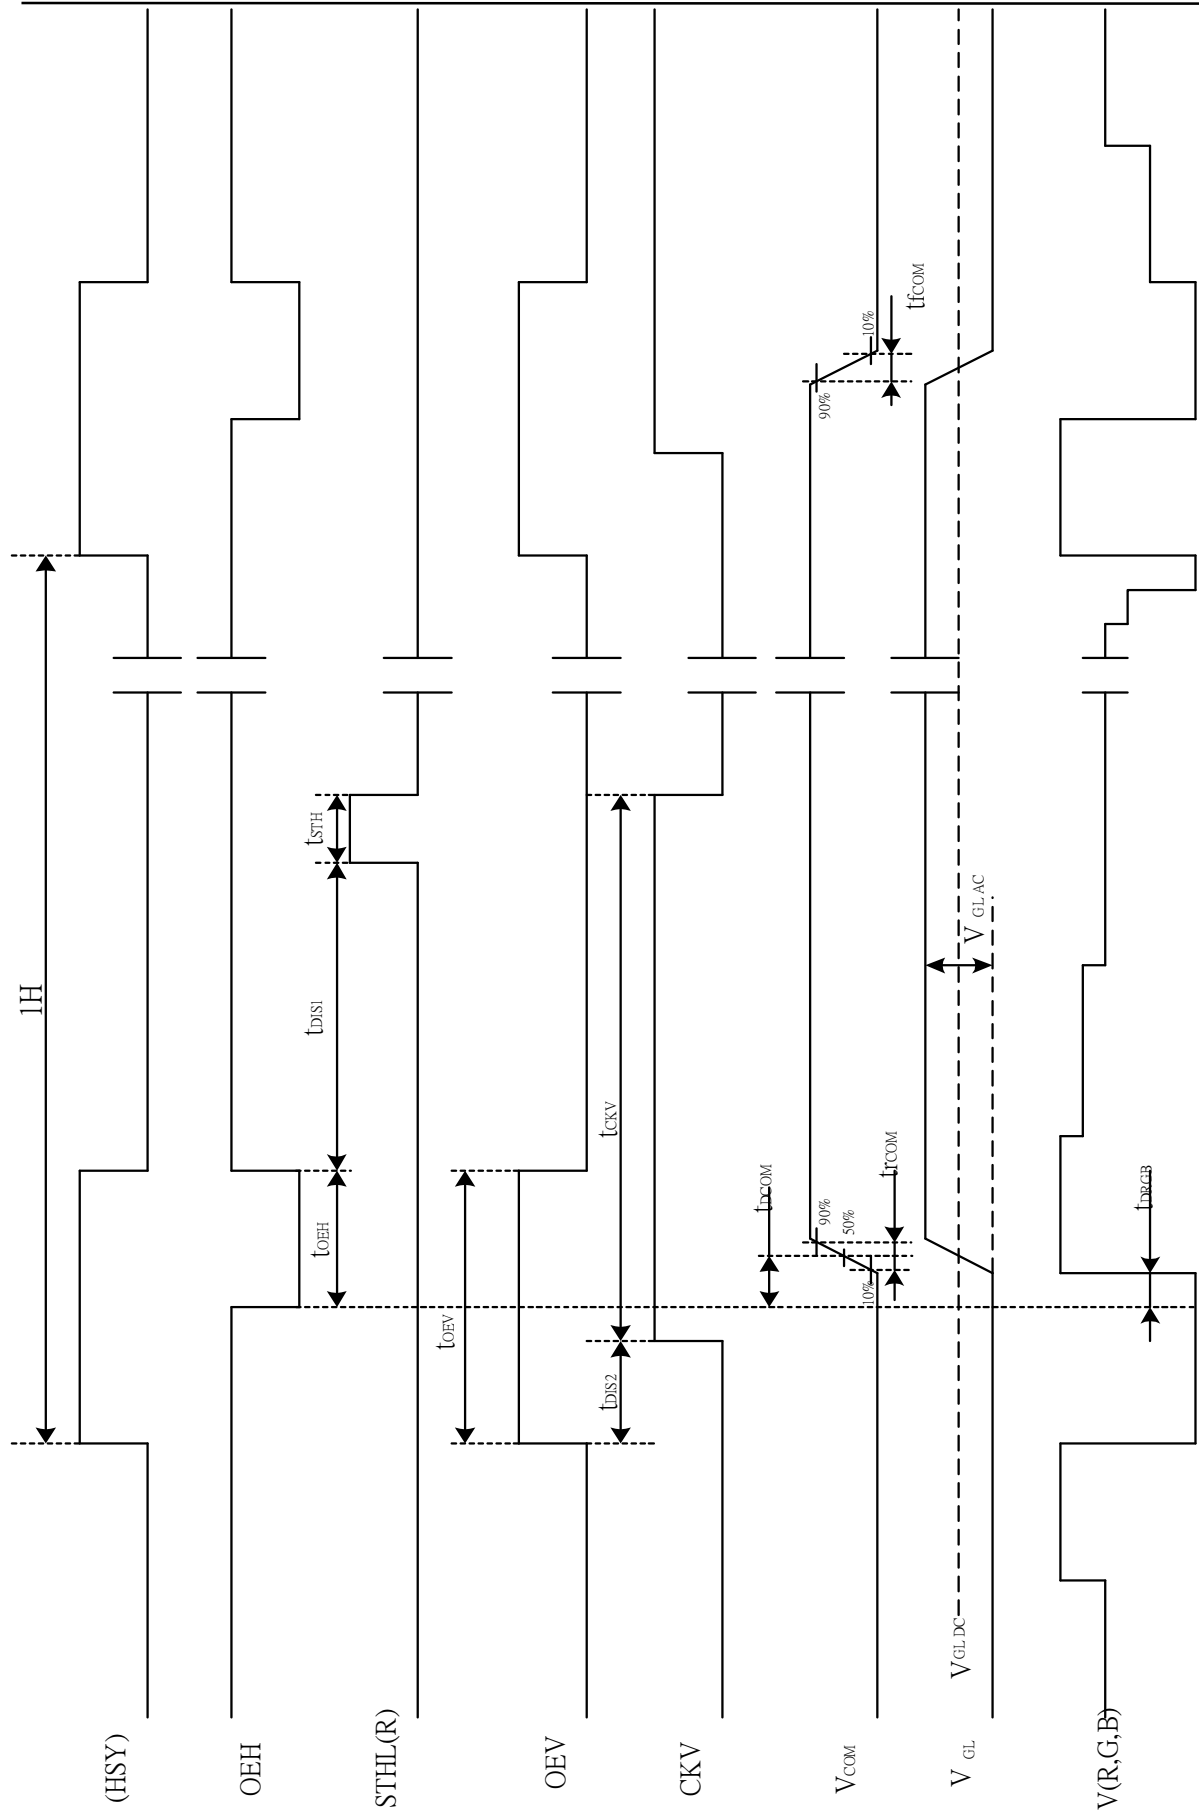 1H
(HSY)
OEH
tOEH
tDIS1
tSTH
STHL(R)
tOEV
OEV
tDIS2
tCKV
CKV
tDCOM
90%
50%
10%
trCOM
90%
10%
tfCOM
VCOM
VGL DC
V GL AC
V GL
tDRGB
V(R,G,B)